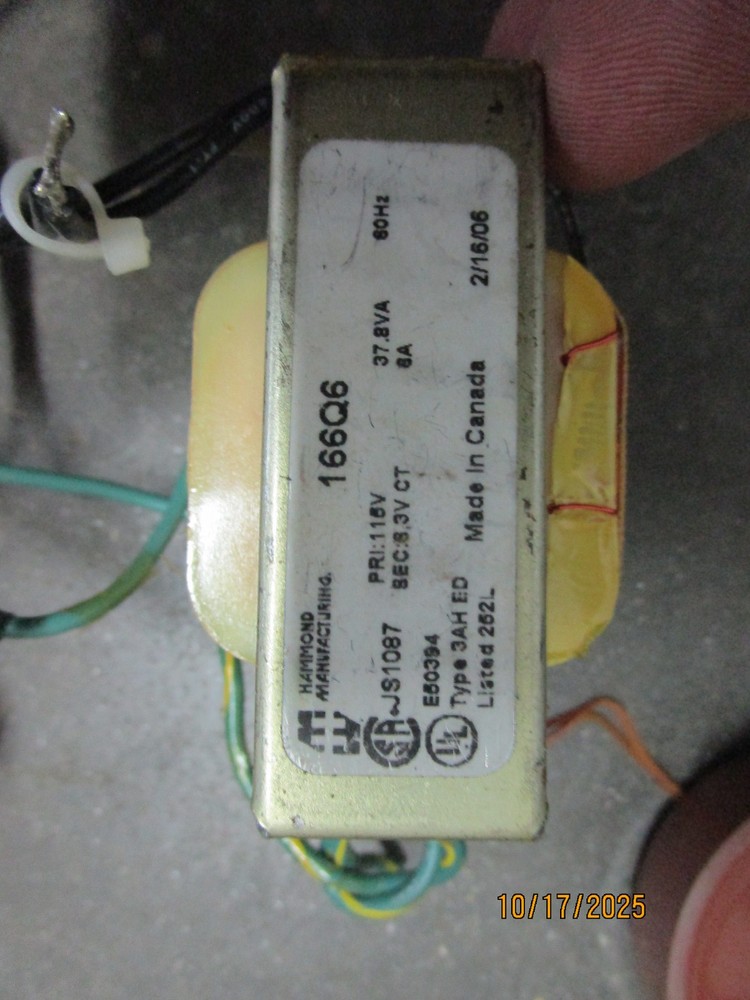 HAMMOND
MANUFACTURING.
166Q6
PRI:115V 37.8VA 60Hz
SEC:6.3V CT 6A
JS1087
E50394
Type 3AH ED Made In Canada 2/16/06
Listed 252L
UL
10/17/2025